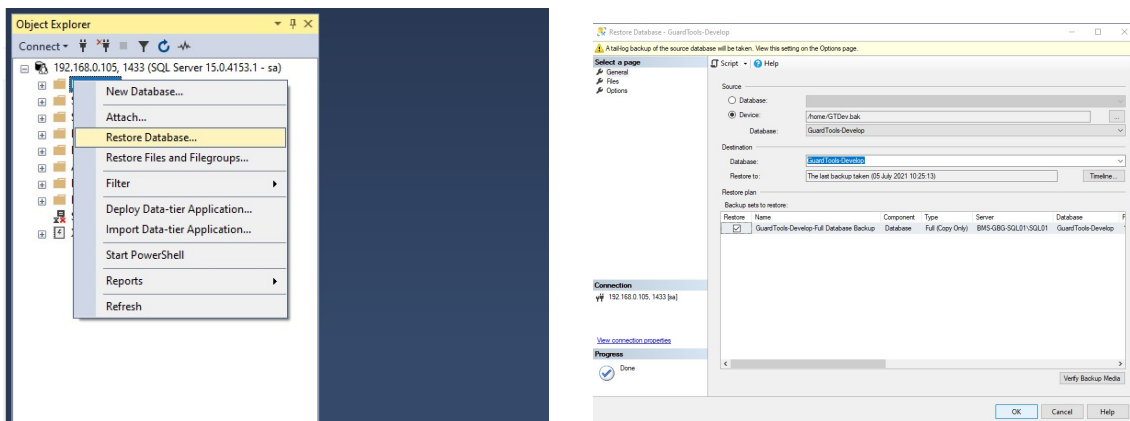 Object Explorer
Connect
192.168.0.105, 1433 (SQL Server 15.0.4153.1 - sa)
New Database...
Attach...
Restore Database...
Restore Files and Filegroups...
Filter
Deploy Data-tier Application...
Import Data-tier Application...
Start PowerShell
Reports
Refresh
Restore Database - GuardTools-Develop
A tail-log backup of the source database will be taken. View this setting on the Options page.
Select a page
General
Files
Options
Script
Help
Source
Database:
Device:
/home/GTDev.bak
...
Database:
GuardTools-Develop
Destination
Database:
GuardTools-Develop
Restore to:
The last backup taken (05 July 2021 10:25:13)
Timeline...
Restore plan
Backup sets to restore:
Restore Name Component Type Server Database
GuardTools-Develop-Full Database Backup Database Full (Copy Only) BMS-GBG-SQL01\SQL01 GuardTools-Develop
Connection
192.168.0.105, 1433 [sa]
View connection properties
Progress
Done
Verify Backup Media
OK Cancel Help